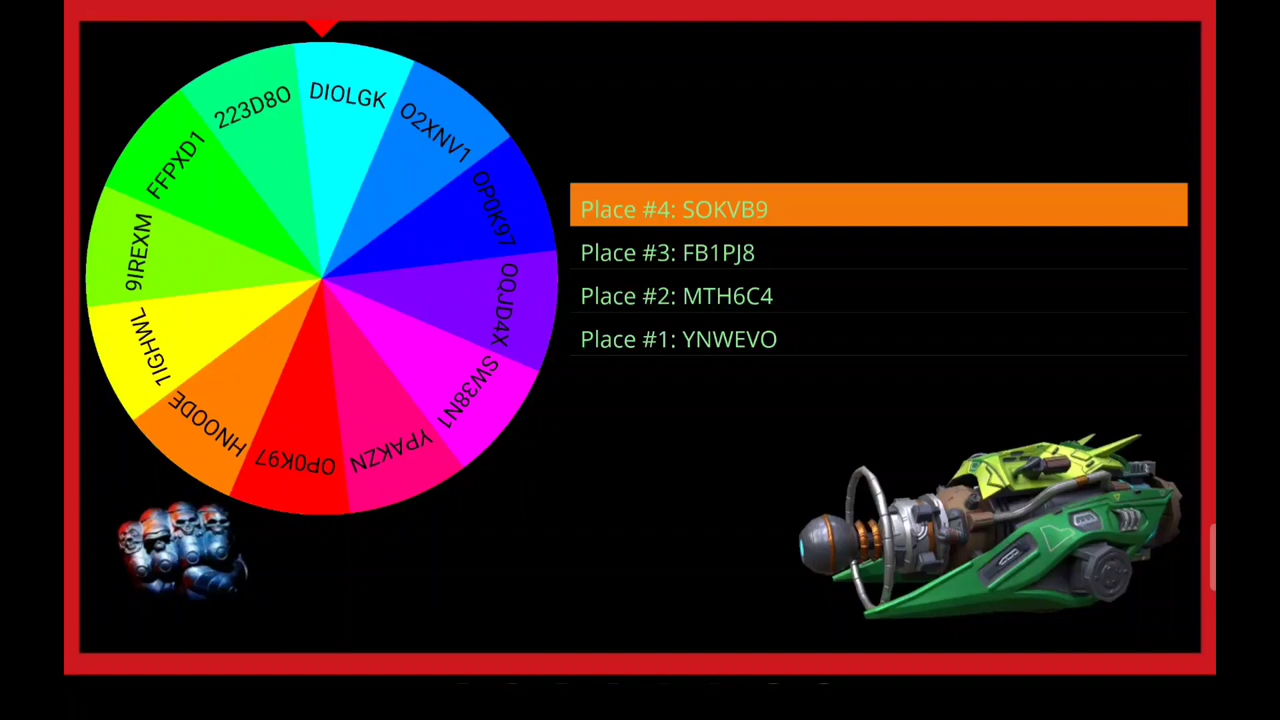 DIOLGK
O2XNV1
OP0K97
OQJD4X
SW38N1
YPAKZN
OP0K97
HNOODE
1IGHWL
9IREXM
FFPXD1
223D8O
Place #4: SOKVB9
Place #3: FB1PJ8
Place #2: MTH6C4
Place #1: YNWEVO